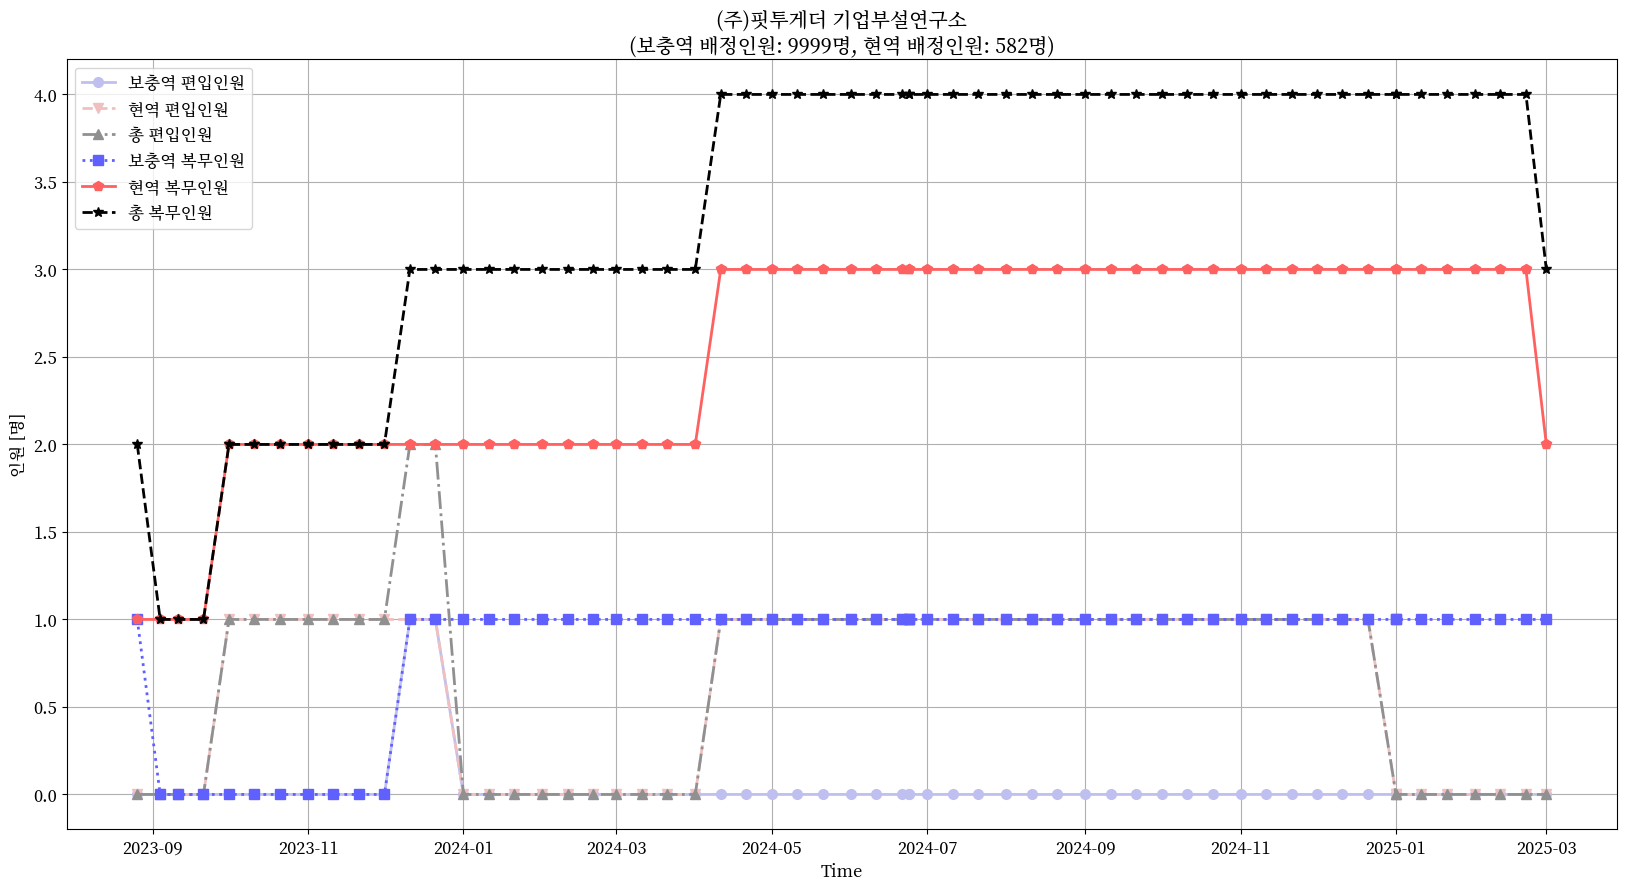 (주)핏투게더 기업부설연구소
(보충역 배정인원: 9999명, 현역 배정인원: 582명)
보충역 편입인원
현역 편입인원
총 편입인원
보충역 복무인원
현역 복무인원
총 복무인원
4.0
3.5
3.0
2.5
2.0
1.5
1.0
0.5
0.0
인원 [명]
2023-09 2023-11 2024-01 2024-03 2024-05 2024-07 2024-09 2024-11 2025-01 2025-03
Time